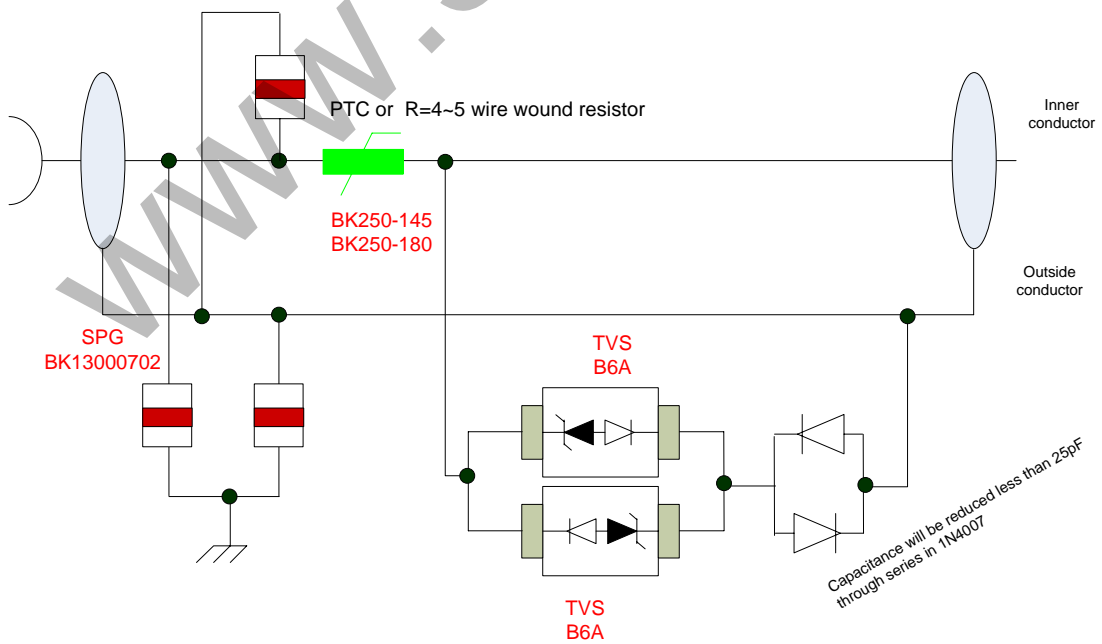 www.s
PTC or R=4~5 wire wound resistor
Inner
conductor
BK250-145
BK250-180
Outside
conductor
SPG
BK13000702
TVS
B6A
Capacitance will be reduced less than 25pF
through series in 1N4007
TVS
B6A